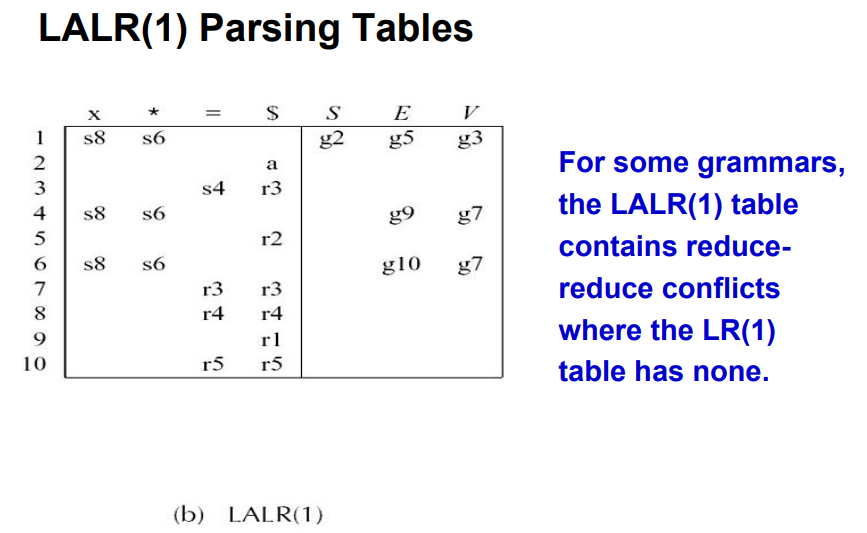 LALR(1) Parsing Tables
x * = $ S E V
1 s8 s6 g2 g5 g3
2 a
3 s4 r3
4 s8 s6 g9 g7
5 r2
6 s8 s6 g10 g7
7 r3 r3
8 r4 r4
9 r1
10 r5 r5
For some grammars,
the LALR(1) table
contains reduce-
reduce conflicts
where the LR(1)
table has none.
(b) LALR(1)